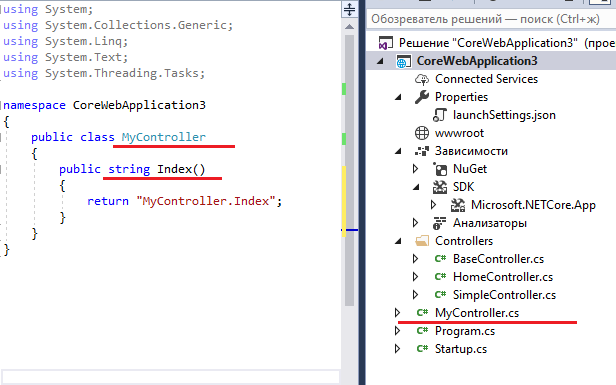 using System;
using System.Collections.Generic;
using System.Linq;
using System.Text;
using System.Threading.Tasks;
namespace CoreWebApplication3
{
public class MyController
{
public string Index()
{
return "MyController.Index";
}
}
}
Обозреватель решений — поиск (Ctrl+ж)
Решение "CoreWebApplication3" (прое
CoreWebApplication3
Connected Services
Properties
launchSettings.json
wwwroot
Зависимости
NuGet
SDK
Microsoft.NETCore.App
Анализаторы
Controllers
C# BaseController.cs
C# HomeController.cs
C# SimpleController.cs
C# MyController.cs
C# Program.cs
C# Startup.cs